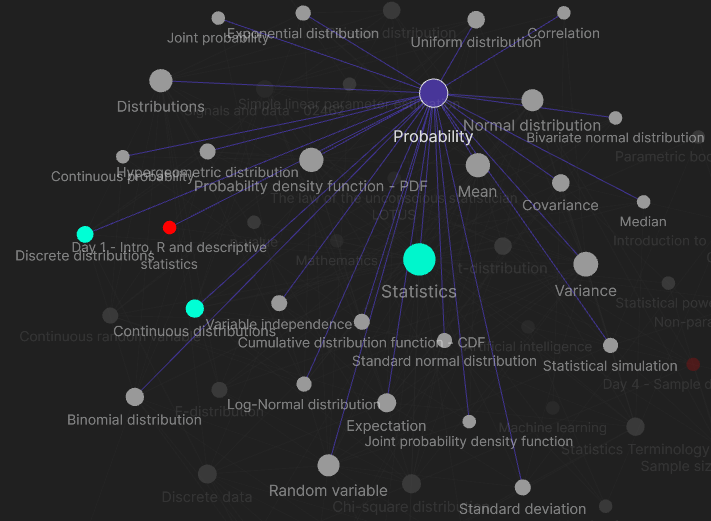 Joint probability
Exponential distribution
distribution
Uniform distribution
Correlation
Distributions
Signals and data - 02462
Simple linear parameter estimation
Probability
Normal distribution
Bivariate normal distribution
Parametric boo
Continuous probability
Hypergeometric distribution
Probability density function - PDF
The law of the unconscious statistician
LOTUS
Mean
Covariance
Median
Discrete distributions
Day 1 - Intro, R and descriptive
statistics
Mathematics
t-distribution
Introduction to
Statistics
Variance
Statistical powe
Continuous random variable
Continuous distributions
Variable independence
Cumulative distribution function - CDF
Artificial intelligence
Non-para
Standard normal distribution
Statistical simulation
Day 4 - Sample d
Binomial distribution
F-distribution
Log-Normal distribution
Expectation
Joint probability density function
Machine learning
Statistics Terminology
Sample siz
Discrete data
Random variable
Chi-square distribution
Standard deviation